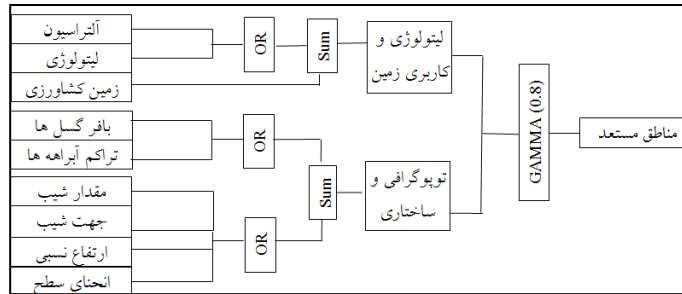 آلتراسیون
لیتولوژی
زمین کشاورزی
OR
Sum
لیتولوژی و
کاربری زمین
بافر گسل ها
تراکم آبراهه ها
OR
مقدار شیب
جهت شیب
ارتفاع نسبی
انحنای سطح
OR
Sum
توپوگرافی و
ساختاری
GAMMA (0.8)
مناطق مستعد